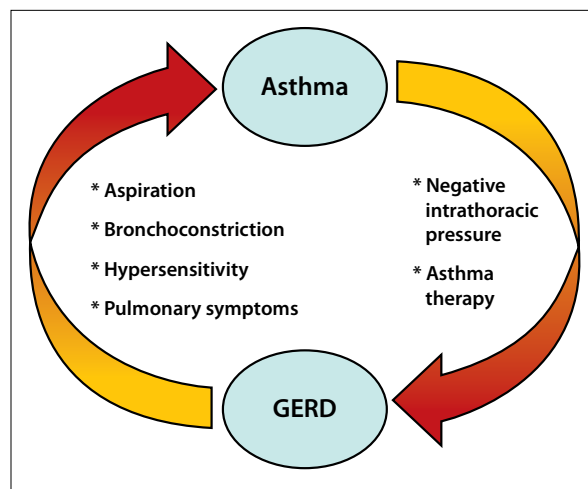 Asthma
* Aspiration
* Bronchoconstriction
* Hypersensitivity
* Pulmonary symptoms
* Negative
intrathoracic
pressure
* Asthma
therapy
GERD